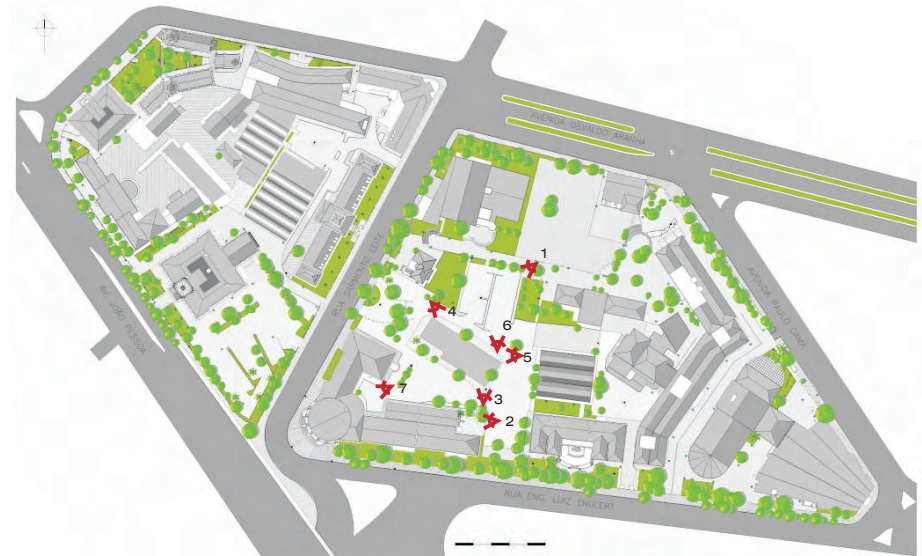 AVENIDA OSVALDO ARANHA
RUA SARMENTO LEITE
AVENIDA PAULO GAMA
AV. JOÃO PESSOA
RUA ENG. LUIZ ENGLERT
1
4
6
5
7
3
2